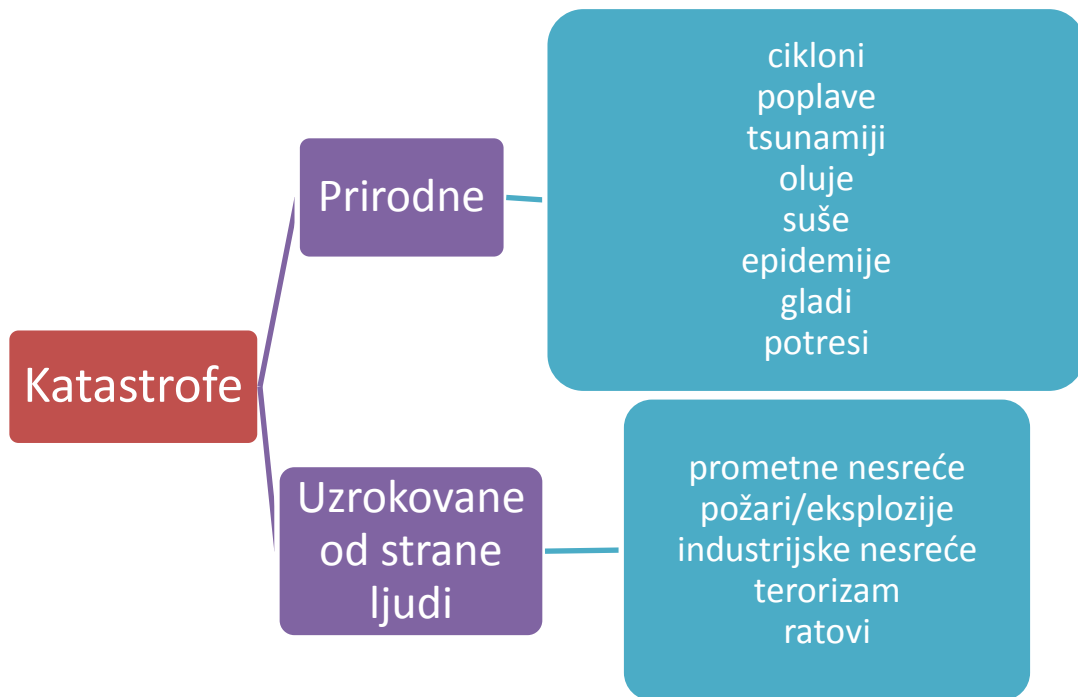 Katastrofe
Prirodne
cikloni
poplave
tsunamiji
oluje
suše
epidemije
gladi
potresi
Uzrokovane
od strane
ljudi
prometne nesreće
požari/eksplozije
industrijske nesreće
terorizam
ratovi